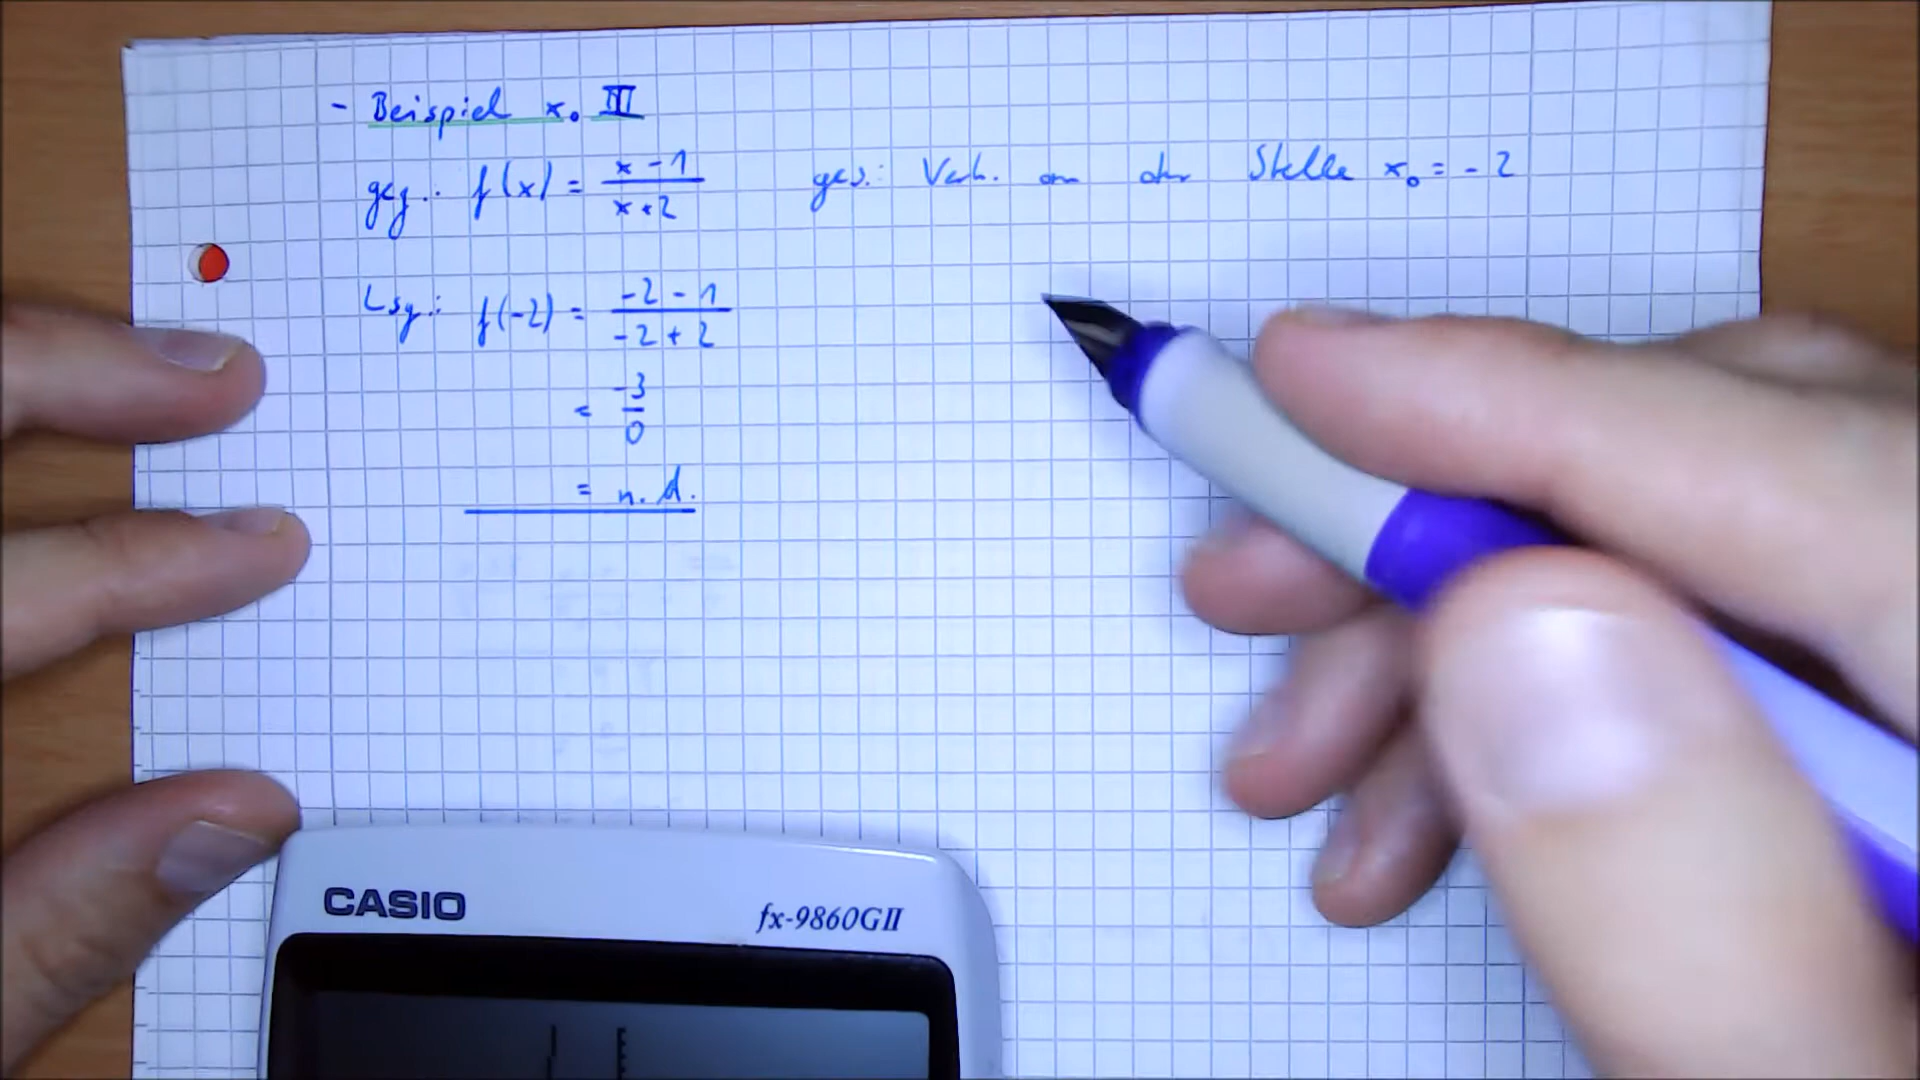 - Beispiel x₀ III
geg.: f(x) = (x - 1)/(x + 2) ges.: Verh. an der Stelle x₀ = -2
Lsg.: f(-2) = (-2 - 1)/(-2 + 2)
= -3/0
= n.d.
CASIO fx-9860GII